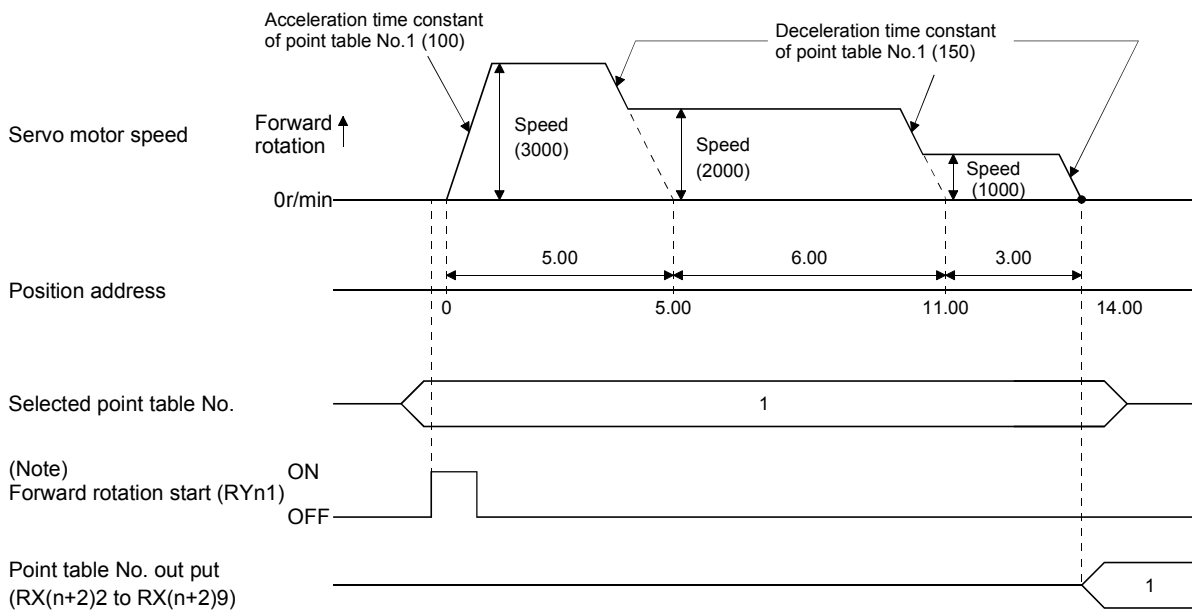 Acceleration time constant
of point table No.1 (100)
Deceleration time constant
of point table No.1 (150)
Servo motor speed
Forward
rotation
Speed
(3000)
Speed
(2000)
Speed
(1000)
0r/min
5.00
6.00
3.00
Position address
0
5.00
11.00
14.00
Selected point table No.
1
(Note)
Forward rotation start (RYn1)
ON
OFF
Point table No. out put
(RX(n+2)2 to RX(n+2)9)
1